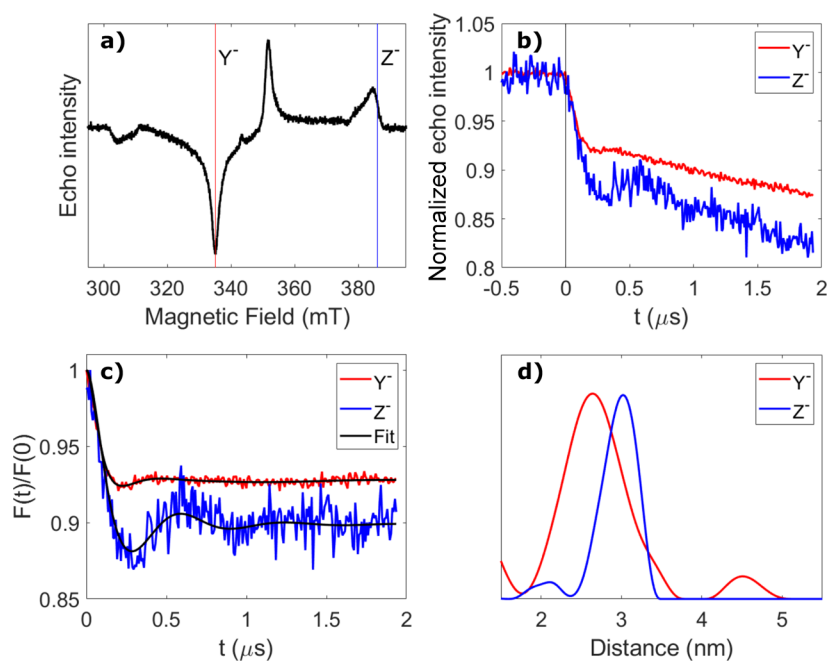 a)
Y⁻
Z⁻
Echo intensity
300 320 340 360 380
Magnetic Field (mT)
b)
Y⁻
Z⁻
Normalized echo intensity
1.05
1
0.95
0.9
0.85
0.8
-0.5 0 0.5 1 1.5 2
t (μs)
c)
Y⁻
Z⁻
Fit
F(t)/F(0)
1
0.95
0.9
0.85
0 0.5 1 1.5 2
t (μs)
d)
Y⁻
Z⁻
2 3 4 5
Distance (nm)